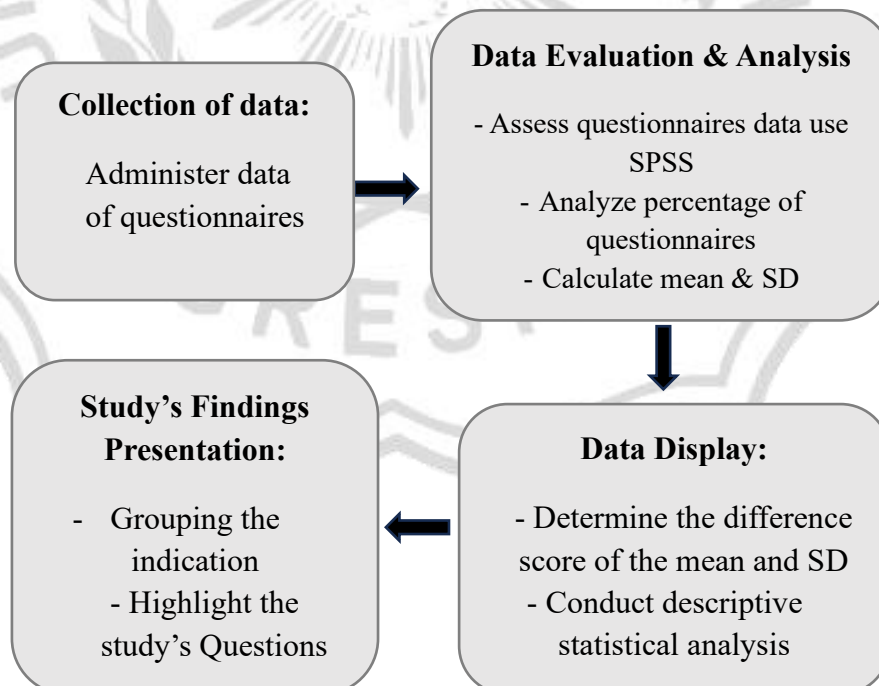 Collection of data:
Administer data
of questionnaires
Data Evaluation & Analysis
- Assess questionnaires data use
SPSS
- Analyze percentage of
questionnaires
- Calculate mean & SD
Data Display:
- Determine the difference
score of the mean and SD
- Conduct descriptive
statistical analysis
Study’s Findings
Presentation:
- Grouping the
indication
- Highlight the
study’s Questions